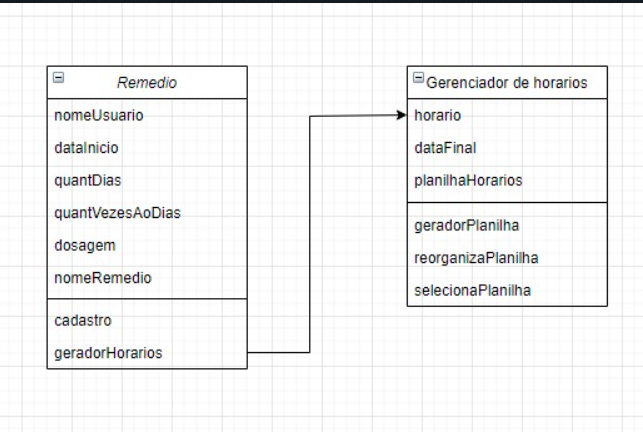 Remedio
nomeUsuario
dataInicio
quantDias
quantVezesAoDias
dosagem
nomeRemedio
cadastro
geradorHorarios
Gerenciador de horarios
horario
dataFinal
planilhaHorarios
geradorPlanilha
reorganizaPlanilha
selecionaPlanilha